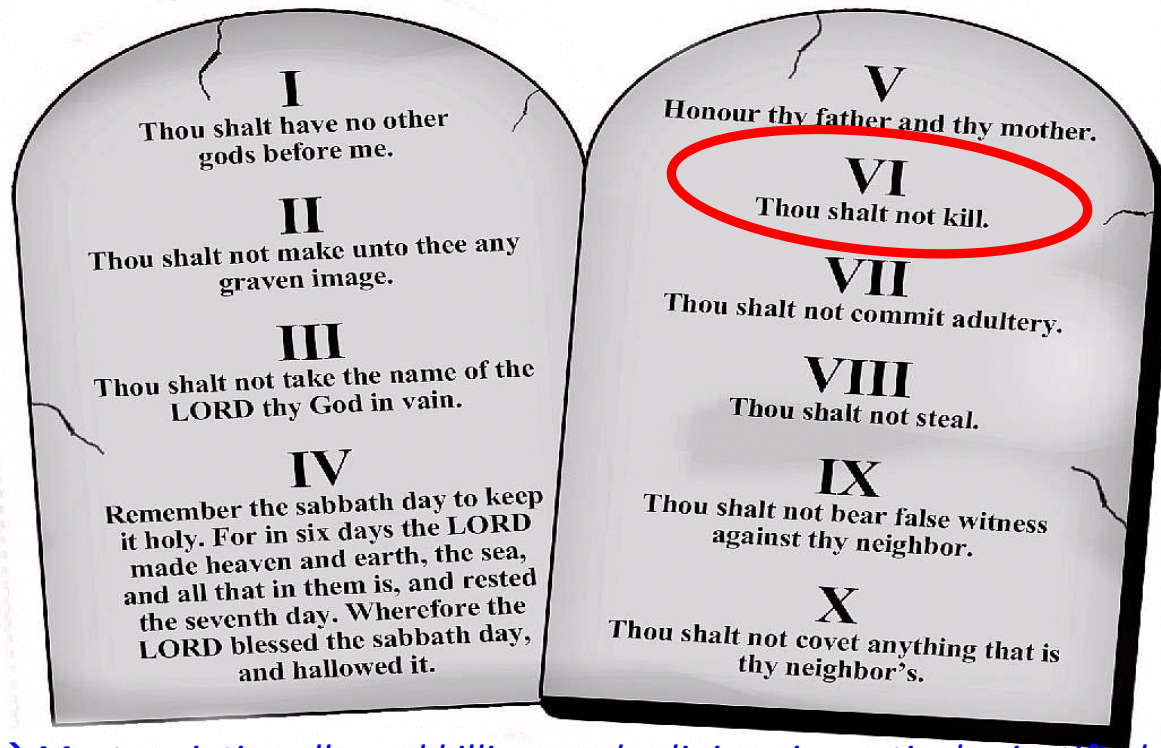 I
Thou shalt have no other
gods before me.
II
Thou shalt not make unto thee any
graven image.
III
Thou shalt not take the name of the
LORD thy God in vain.
IV
Remember the sabbath day to keep
it holy. For in six days the LORD
made heaven and earth, the sea,
and all that in them is, and rested
the seventh day. Wherefore the
LORD blessed the sabbath day,
and hallowed it.
V
Honour thy father and thy mother.
VI
Thou shalt not kill.
VII
Thou shalt not commit adultery.
VIII
Thou shalt not steal.
IX
Thou shalt not bear false witness
against thy neighbor.
X
Thou shalt not covet anything that is
thy neighbor's.